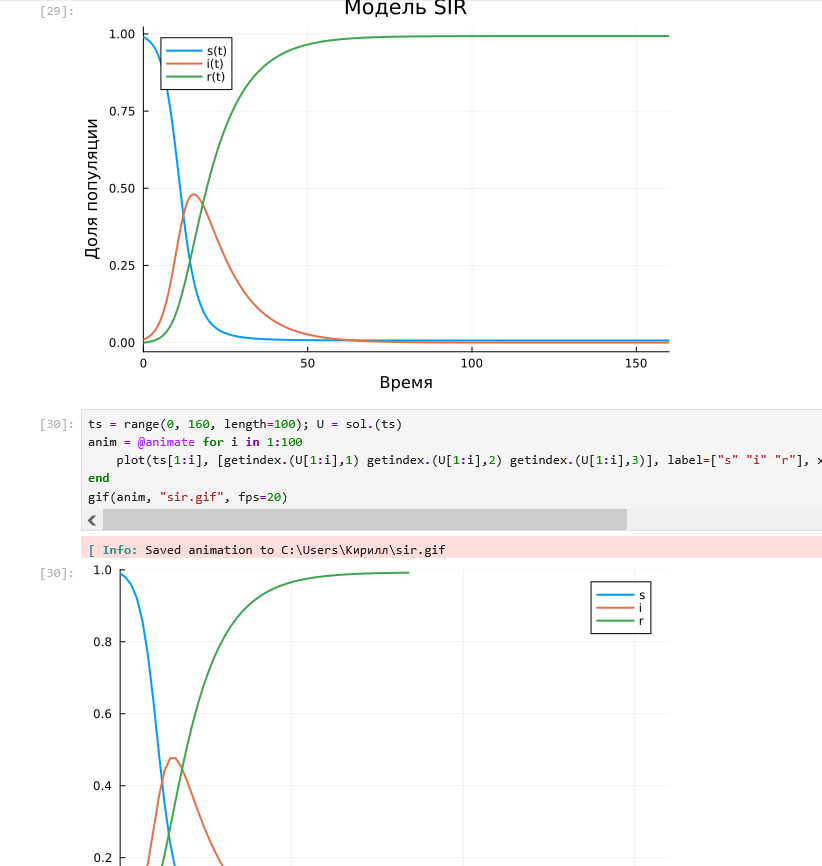 [29]:
Модель SIR
1.00
s(t)
i(t)
r(t)
0.75
0.50
0.25
0.00
Доля популяции
0 50 100 150
Время
[30]:
ts = range(0, 160, length=100); U = sol.(ts)
anim = @animate for i in 1:100
    plot(ts[1:i], [getindex.(U[1:i],1) getindex.(U[1:i],2) getindex.(U[1:i],3)], label=["s" "i" "r"], x
end
gif(anim, "sir.gif", fps=20)
[ Info: Saved animation to C:\Users\Кирилл\sir.gif
[30]:
1.0
s
i
r
0.8
0.6
0.4
0.2